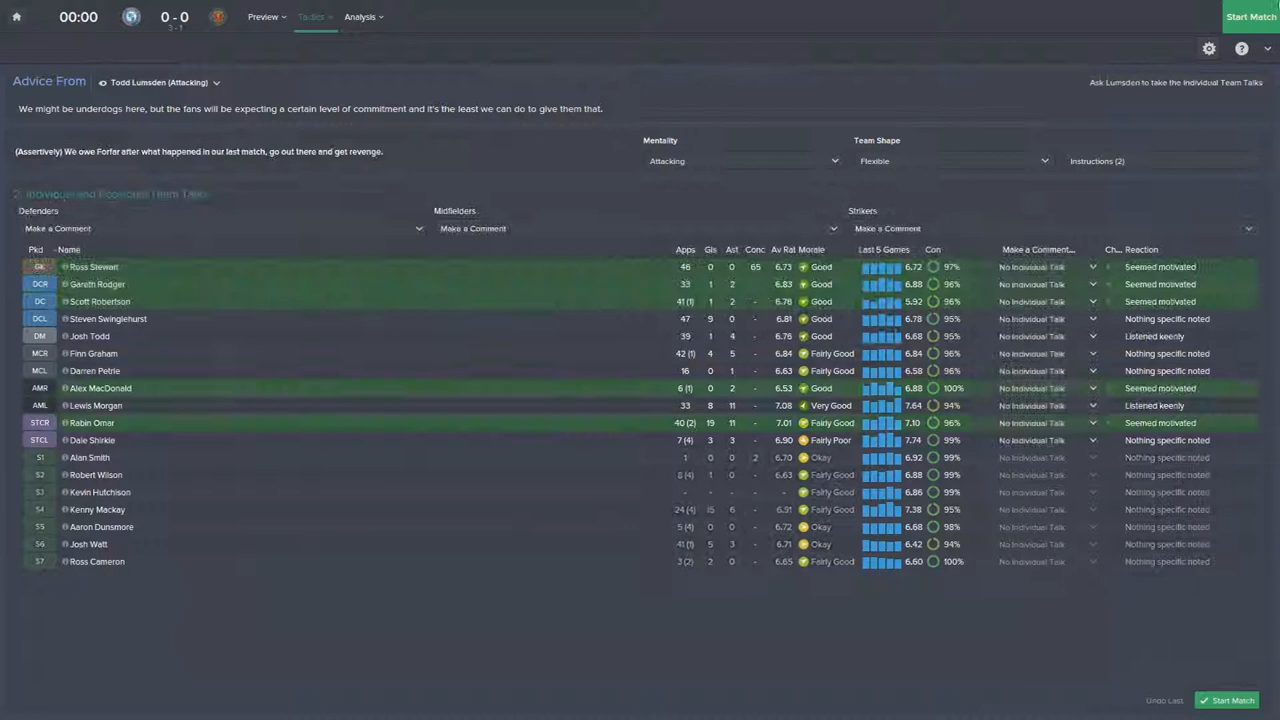 00:00 0 - 0 Preview Tactics Analysis Start Match
3 - 1
Advice From Todd Lumsden (Attacking) Ask Lumsden to take the Individual Team Talks
We might be underdogs here, but the fans will be expecting a certain level of commitment and it's the least we can do to give them that.
Mentality Team Shape
(Assertively) We owe Forfar after what happened in our last match, go out there and get revenge.
Attacking Flexible Instructions (2)
2. Individual and Positional Team Talks
Defenders Midfielders Strikers
Make a Comment Make a Comment Make a Comment
Pkd Name Apps Gls Ast Conc Av Rat Morale Last 5 Games Con Make a Comment... Ch... Reaction
GK Ross Stewart 46 0 0 65 6.73 Good 6.72 97% No Individual Talk Seemed motivated
DCR Gareth Rodger 33 1 2 6.83 Good 6.88 96% No Individual Talk Seemed motivated
DC Scott Robertson 41 (1) 1 2 - 6.76 Good 5.92 96% No Individual Talk Seemed motivated
DCL Steven Swinglehurst 47 9 0 - 6.81 Good 6.78 95% No Individual Talk Nothing specific noted
DM Josh Todd 39 1 4 - 6.76 Good 6.68 95% No Individual Talk Listened keenly
MCR Finn Graham 42 (1) 4 5 - 6.84 Fairly Good 6.84 96% No Individual Talk Nothing specific noted
MCL Darren Petrie 16 0 1 - 6.63 Fairly Good 6.58 96% No Individual Talk Nothing specific noted
AMR Alex MacDonald 6 (1) 0 2 - 6.53 Good 6.88 100% No Individual Talk Seemed motivated
AML Lewis Morgan 33 8 11 - 7.08 Very Good 7.64 94% No Individual Talk Listened keenly
STCR Rabin Omar 40 (2) 19 11 - 7.01 Fairly Good 7.10 96% No Individual Talk Seemed motivated
STCL Dale Shirkie 7 (4) 3 3 - 6.90 Fairly Poor 7.74 99% No Individual Talk Nothing specific noted
S1 Alan Smith 1 0 0 2 6.70 Okay 6.92 99% No Individual Talk Nothing specific noted
S2 Robert Wilson 8 (4) 1 0 - 6.63 Fairly Good 6.88 99% No Individual Talk Nothing specific noted
S3 Kevin Hutchison - - - - - Fairly Good 6.86 99% No Individual Talk Nothing specific noted
S4 Kenny Mackay 24 (4) 15 6 - 6.91 Fairly Good 7.38 95% No Individual Talk Nothing specific noted
S5 Aaron Dunsmore 5 (4) 0 0 - 6.72 Okay 6.68 98% No Individual Talk Nothing specific noted
S6 Josh Watt 41 (1) 5 3 - 6.71 Okay 6.42 94% No Individual Talk Nothing specific noted
S7 Ross Cameron 3 (2) 2 0 - 6.65 Fairly Good 6.60 100% No Individual Talk Nothing specific noted
Undo Last Start Match